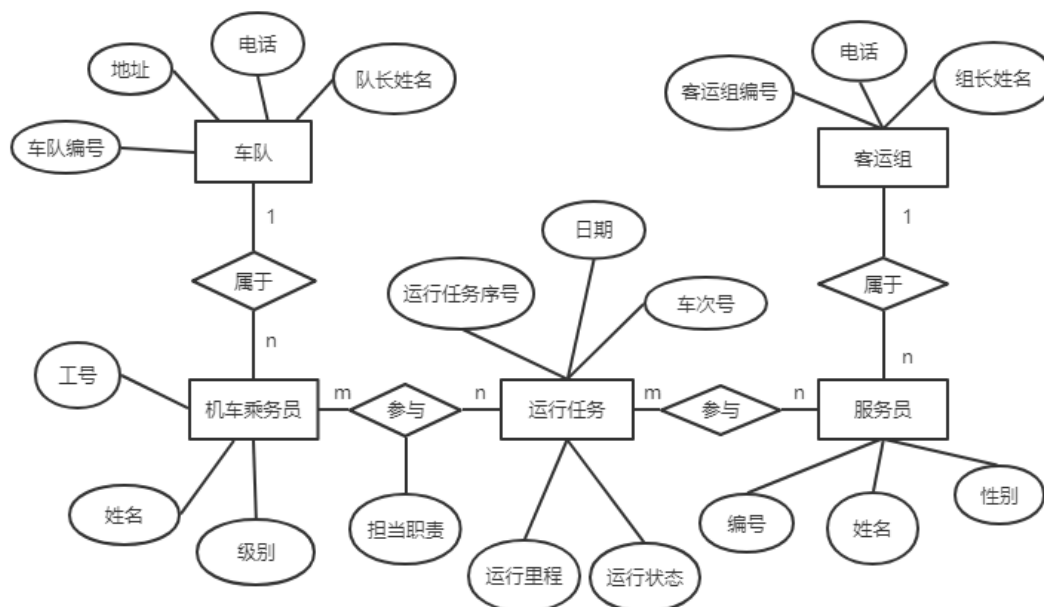 电话
地址
队长姓名
车队编号
车队
电话
客运组编号
组长姓名
客运组
1
1
日期
属于
属于
运行任务序号
车次号
n
n
工号
机车乘务员
m
参与
n
运行任务
m
参与
n
服务员
姓名
级别
担当职责
运行里程
运行状态
编号
姓名
性别